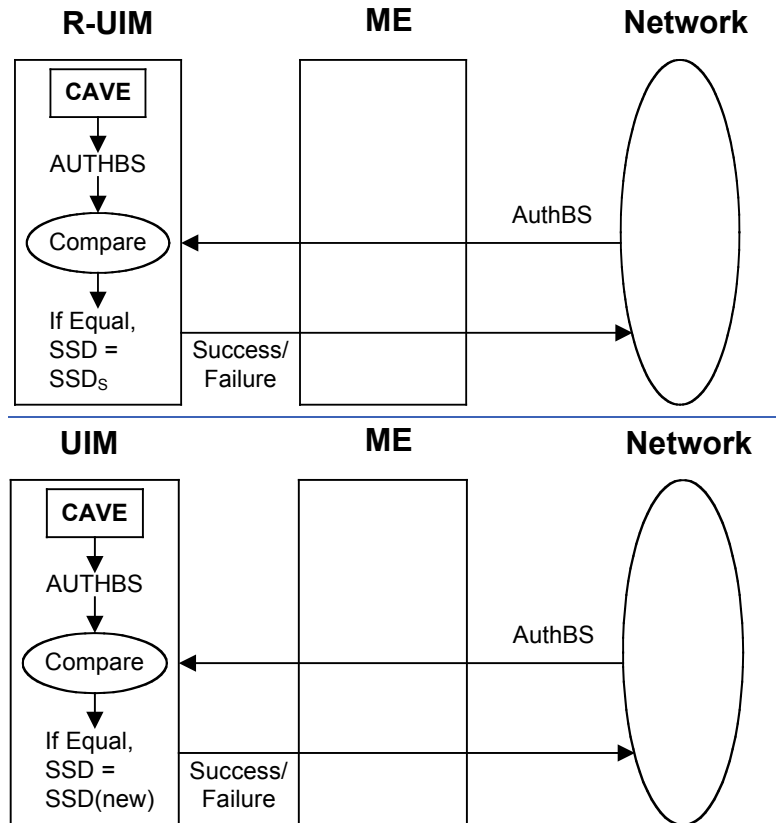 R-UIM
ME
Network
CAVE
AUTHBS
AuthBS
Compare
If Equal,
SSD =
SSDS
Success/
Failure
UIM
ME
Network
CAVE
AUTHBS
AuthBS
Compare
If Equal,
SSD =
SSD(new)
Success/
Failure